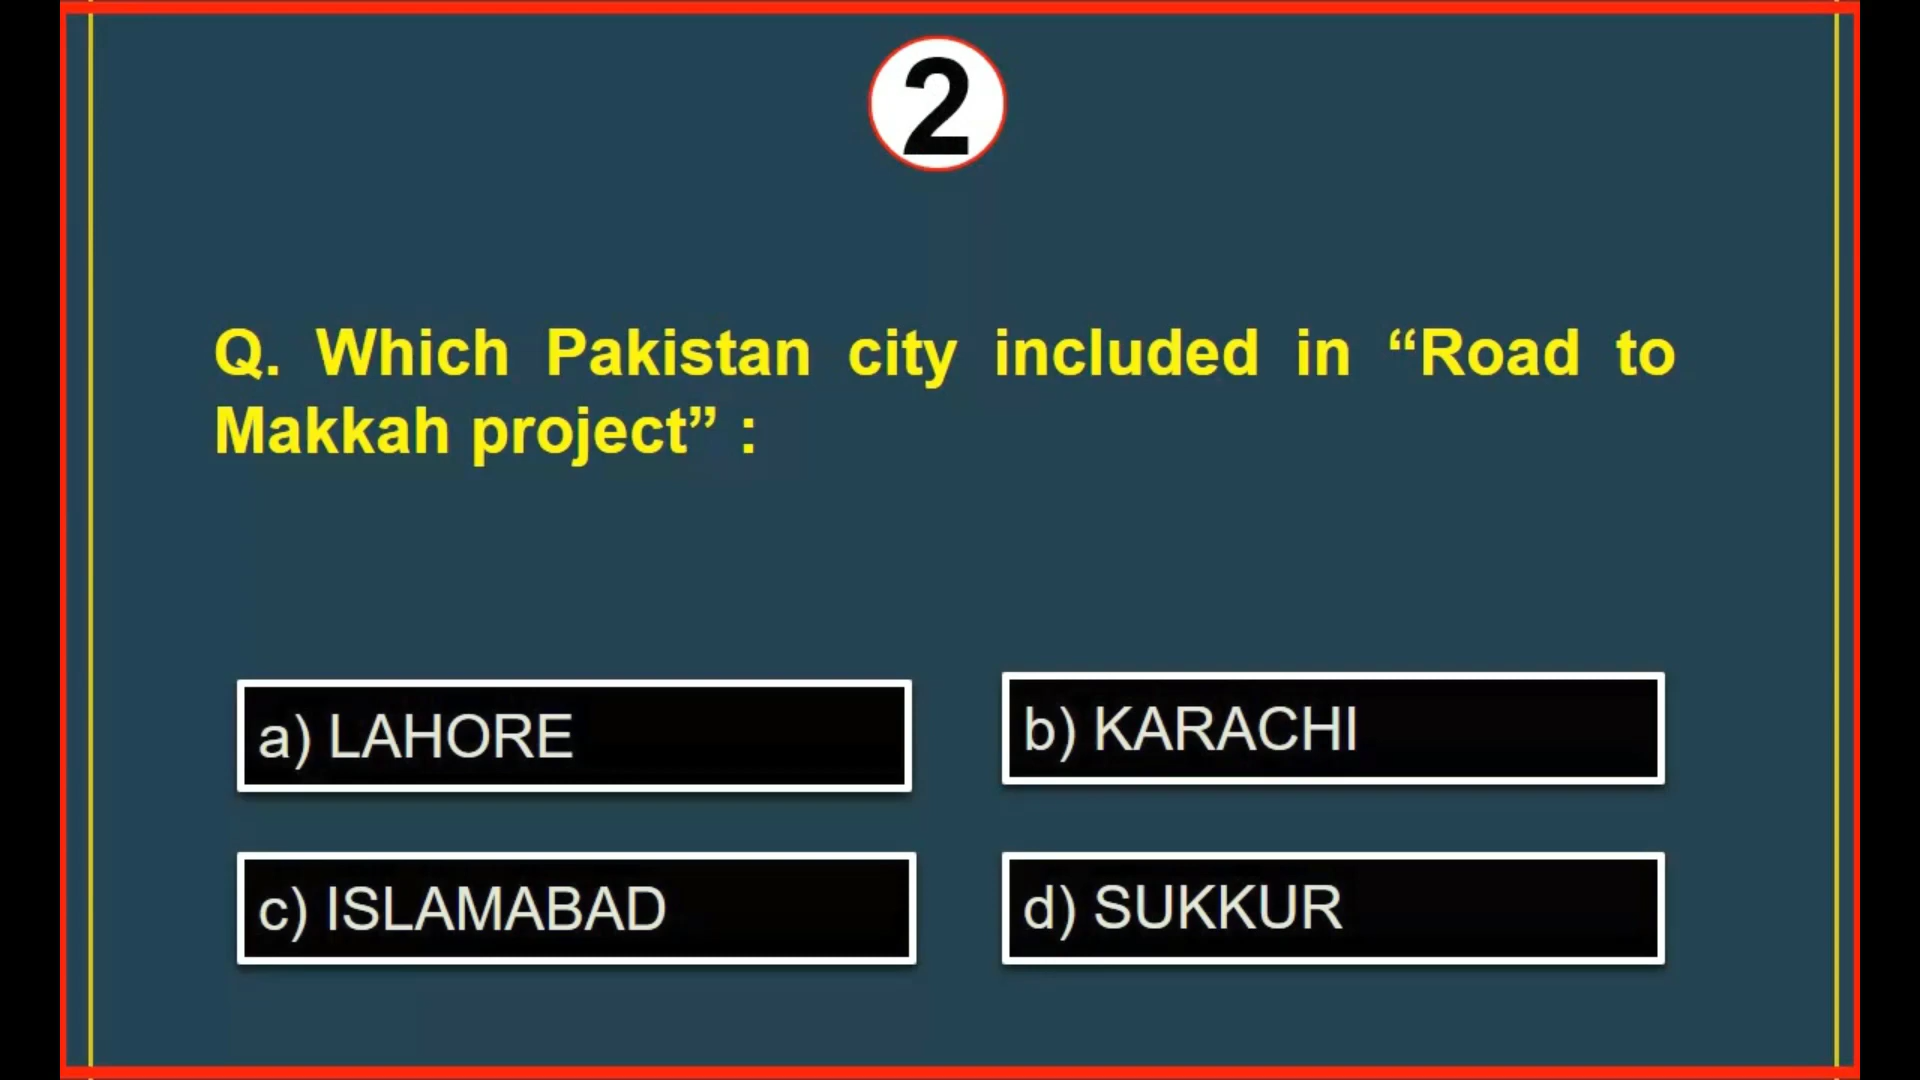 2
Q. Which Pakistan city included in “Road to
Makkah project” :
a) LAHORE
b) KARACHI
c) ISLAMABAD
d) SUKKUR